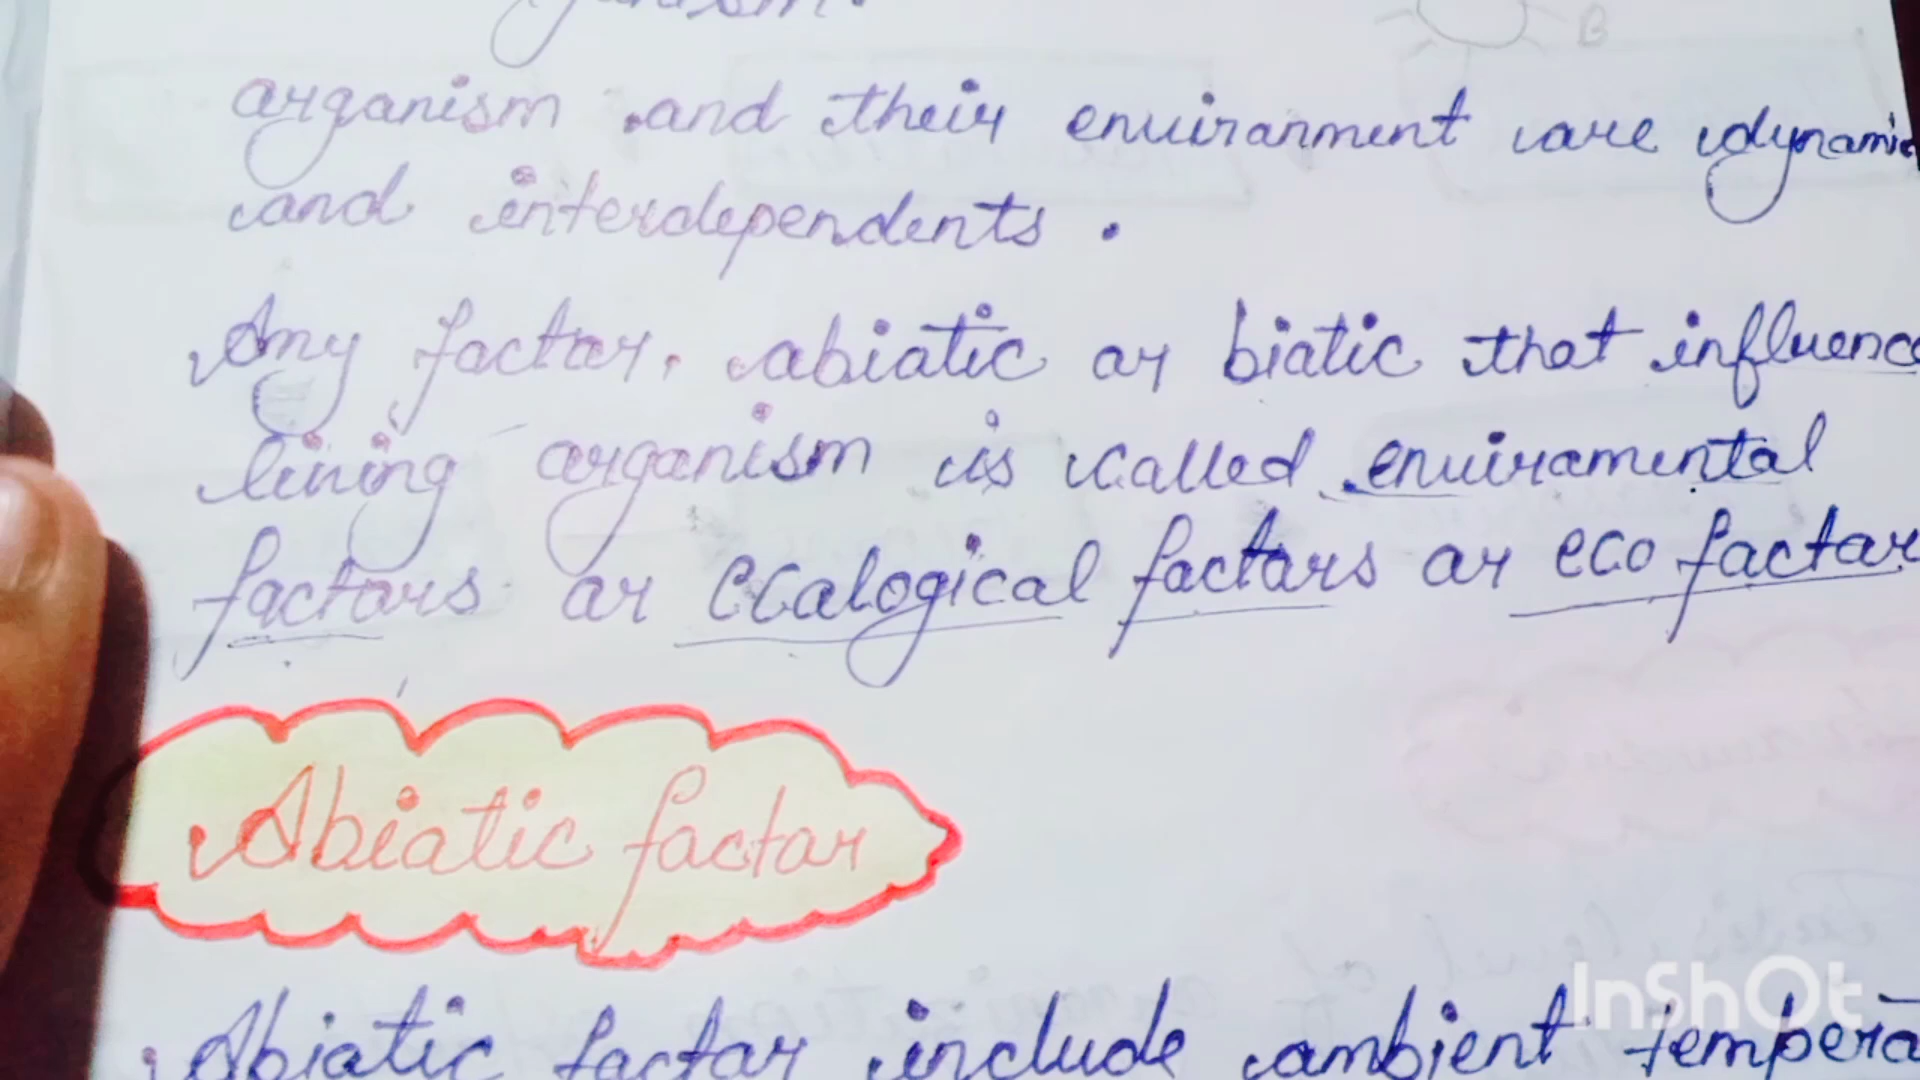 organism and their environment are dynamic
and interdependents.
Any factor, abiotic or biotic that influence
living organism is called enviramental
factors or ecological factors or eco factor
Abiotic factor
Abiotic factor include ambient tempera
InShOt